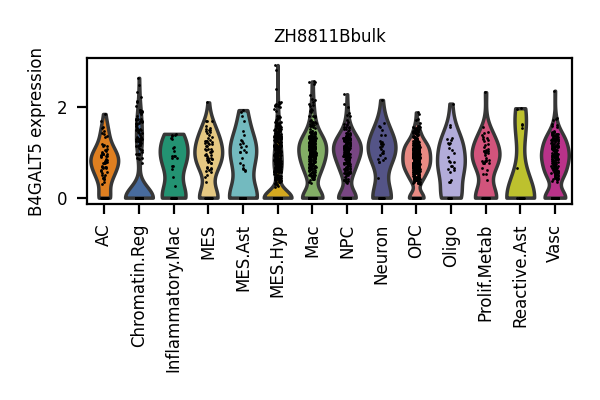 ZH8811Bbulk
B4GALT5 expression
2
0
AC
Chromatin.Reg
Inflammatory.Mac
MES
MES.Ast
MES.Hyp
Mac
NPC
Neuron
OPC
Oligo
Prolif.Metab
Reactive.Ast
Vasc